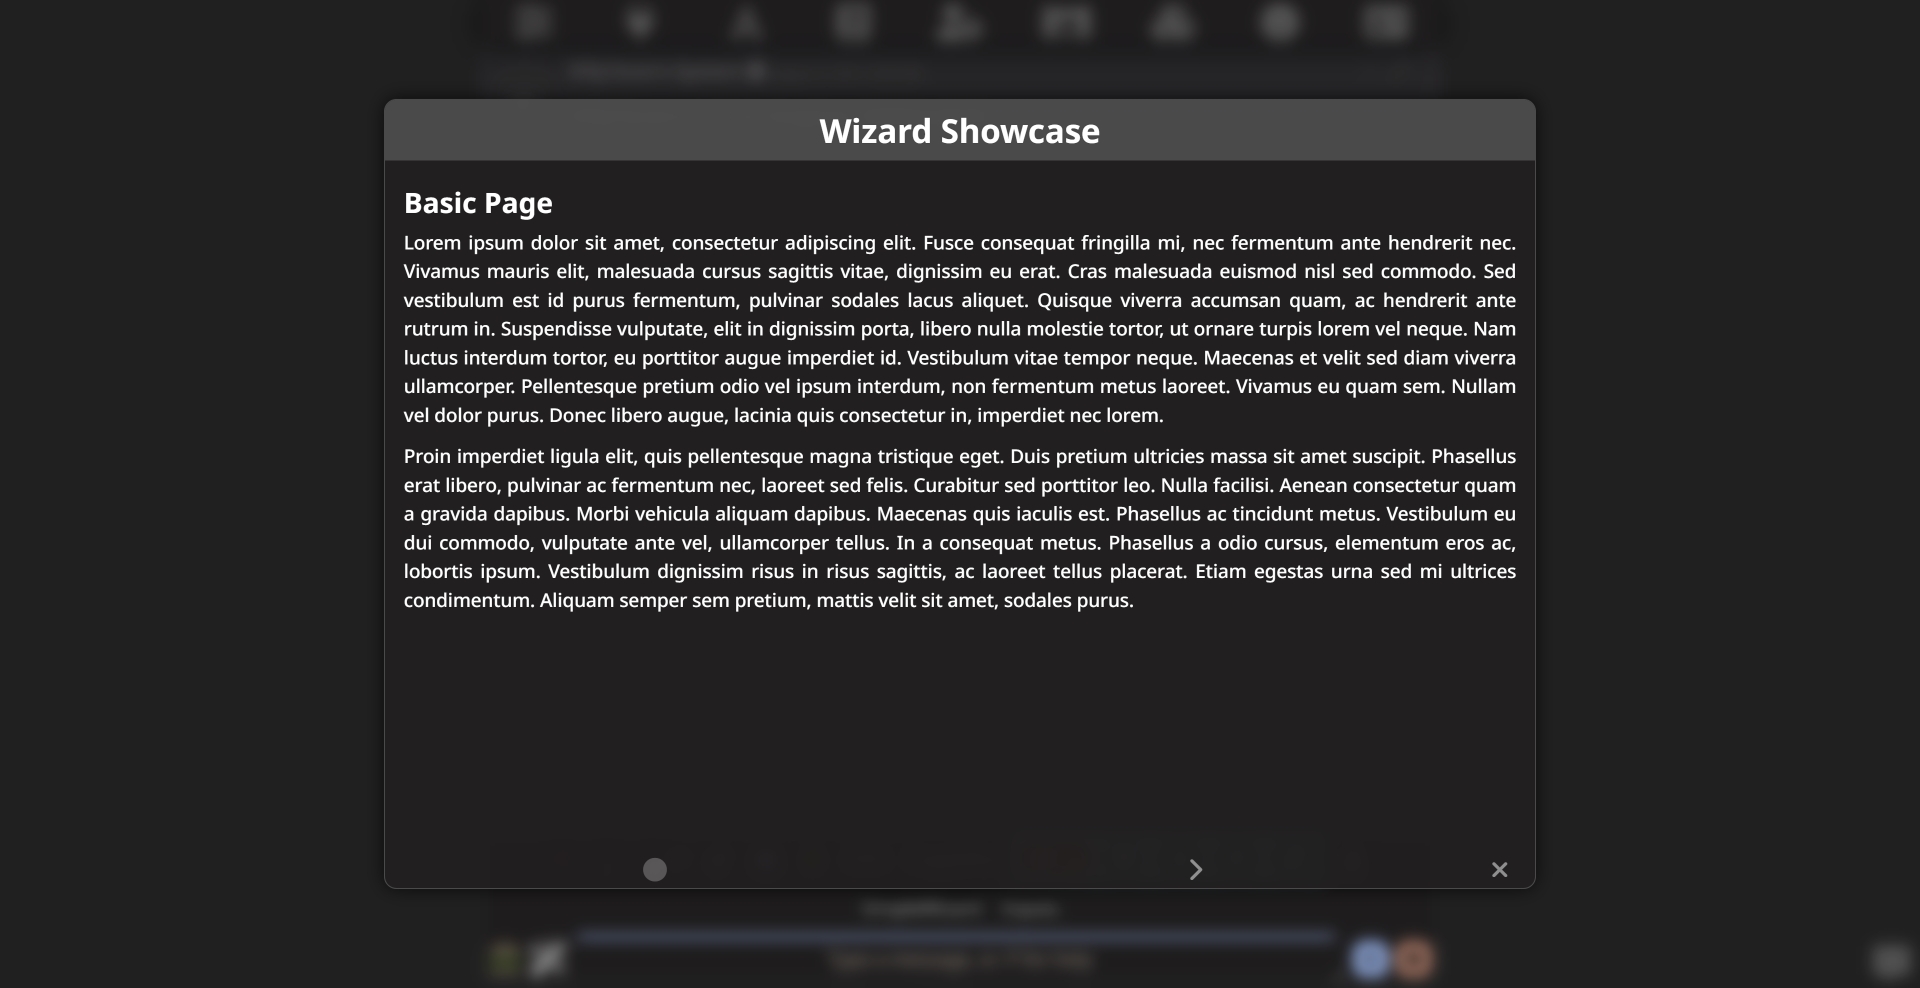 Wizard Showcase
Basic Page
Lorem ipsum dolor sit amet, consectetur adipiscing elit. Fusce consequat fringilla mi, nec fermentum ante hendrerit nec.
Vivamus mauris elit, malesuada cursus sagittis vitae, dignissim eu erat. Cras malesuada euismod nisl sed commodo. Sed
vestibulum est id purus fermentum, pulvinar sodales lacus aliquet. Quisque viverra accumsan quam, ac hendrerit ante
rutrum in. Suspendisse vulputate, elit in dignissim porta, libero nulla molestie tortor, ut ornare turpis lorem vel neque. Nam
luctus interdum tortor, eu porttitor augue imperdiet id. Vestibulum vitae tempor neque. Maecenas et velit sed diam viverra
ullamcorper. Pellentesque pretium odio vel ipsum interdum, non fermentum metus laoreet. Vivamus eu quam sem. Nullam
vel dolor purus. Donec libero augue, lacinia quis consectetur in, imperdiet nec lorem.
Proin imperdiet ligula elit, quis pellentesque magna tristique eget. Duis pretium ultricies massa sit amet suscipit. Phasellus
erat libero, pulvinar ac fermentum nec, laoreet sed felis. Curabitur sed porttitor leo. Nulla facilisi. Aenean consectetur quam
a gravida dapibus. Morbi vehicula aliquam dapibus. Maecenas quis iaculis est. Phasellus ac tincidunt metus. Vestibulum eu
dui commodo, vulputate ante vel, ullamcorper tellus. In a consequat metus. Phasellus a odio cursus, elementum eros ac,
lobortis ipsum. Vestibulum dignissim risus in risus sagittis, ac laoreet tellus placerat. Etiam egestas urna sed mi ultrices
condimentum. Aliquam semper sem pretium, mattis velit sit amet, sodales purus.